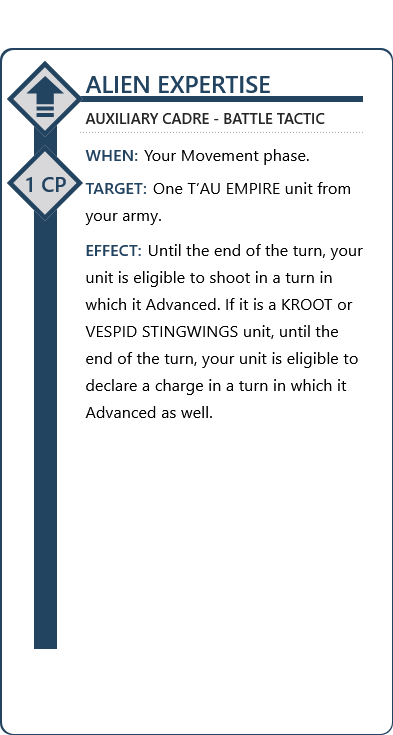 ALIEN EXPERTISE
AUXILIARY CADRE - BATTLE TACTIC
WHEN: Your Movement phase.
1 CP
TARGET: One T’AU EMPIRE unit from
your army.
EFFECT: Until the end of the turn, your
unit is eligible to shoot in a turn in
which it Advanced. If it is a KROOT or
VESPID STINGWINGS unit, until the
end of the turn, your unit is eligible to
declare a charge in a turn in which it
Advanced as well.